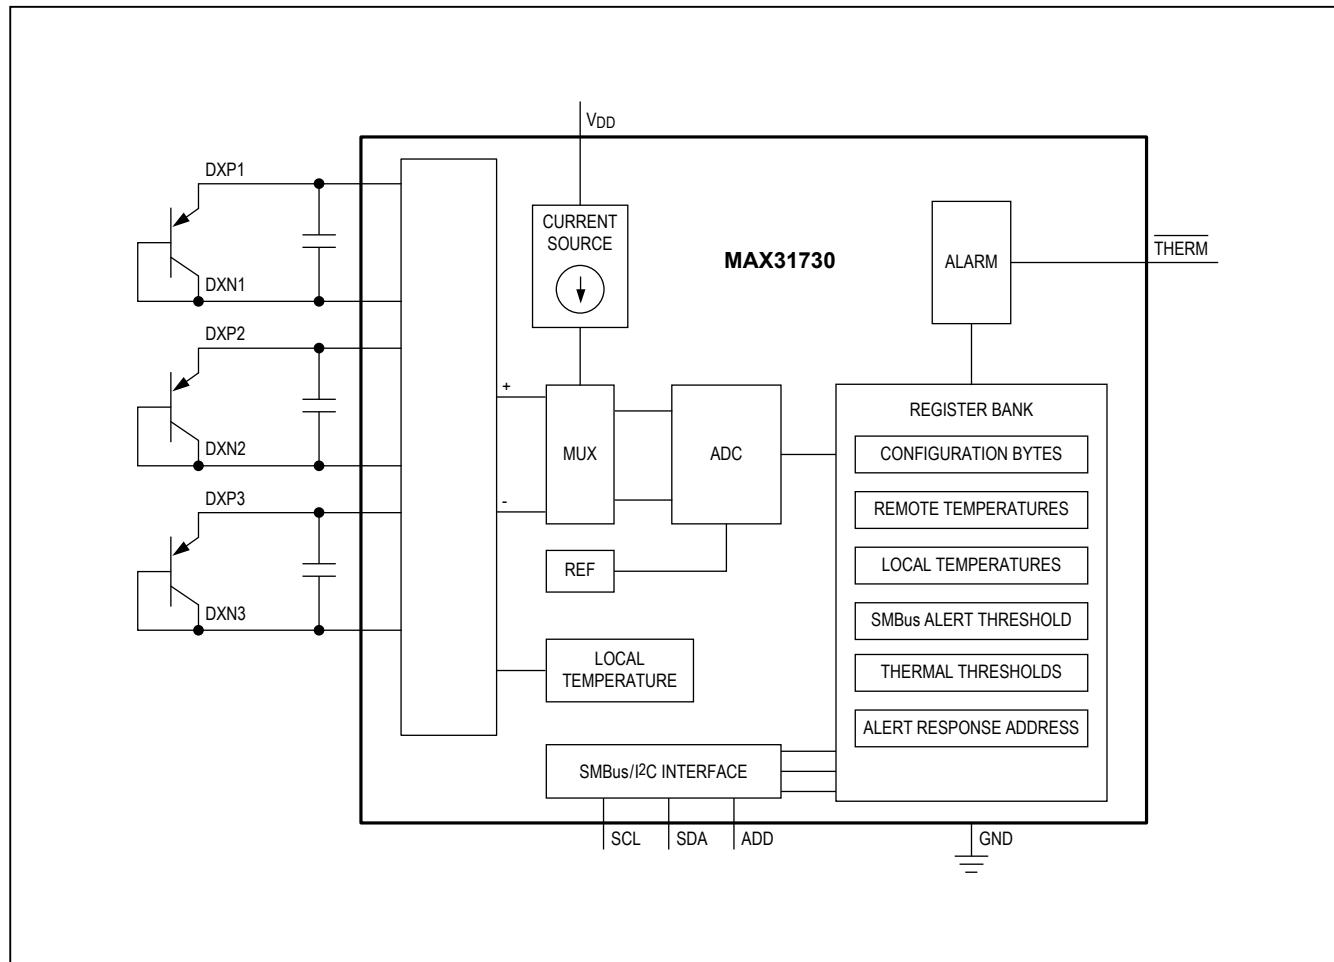 VDD
DXP1
DXN1
DXP2
DXN2
DXP3
DXN3
CURRENT
SOURCE
MAX31730
ALARM
THERM
+
-
MUX
ADC
REF
LOCAL
TEMPERATURE
REGISTER BANK
CONFIGURATION BYTES
REMOTE TEMPERATURES
LOCAL TEMPERATURES
SMBus ALERT THRESHOLD
THERMAL THRESHOLDS
ALERT RESPONSE ADDRESS
SMBus/I2C INTERFACE
SCL
SDA
ADD
GND